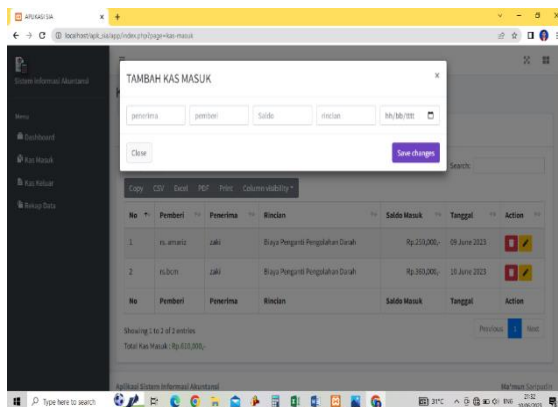 APLIKASI SIA
localhost/apk_sia/app/index.php?page=kas-masuk
Sistem Informasi Akuntansi
TAMBAH KAS MASUK
penerima
pemberi
Saldo
rincian
hh/bb/tttt
Close
Save changes
Menu
Dashboard
Kas Masuk
Kas Keluar
Rekap Data
Search:
Copy CSV Excel PDF Print Column visibility
No Pemberi Penerima Rincian Saldo Masuk Tanggal Action
1 rs. americ zaki Biaya Penganti Pengolahan Darah Rp.250,000,- 09 June 2023
2 rs.bcm zaki Biaya Penganti Pengolahan Darah Rp.360,000,- 10 June 2023
No Pemberi Penerima Rincian Saldo Masuk Tanggal Action
Showing 1 to 2 of 2 entries
Previous 1 Next
Total Kas Masuk : Rp.610,000,-
Aplikasi Sistem Informasi Akuntansi
Type here to search
31°C
ENG
21:32